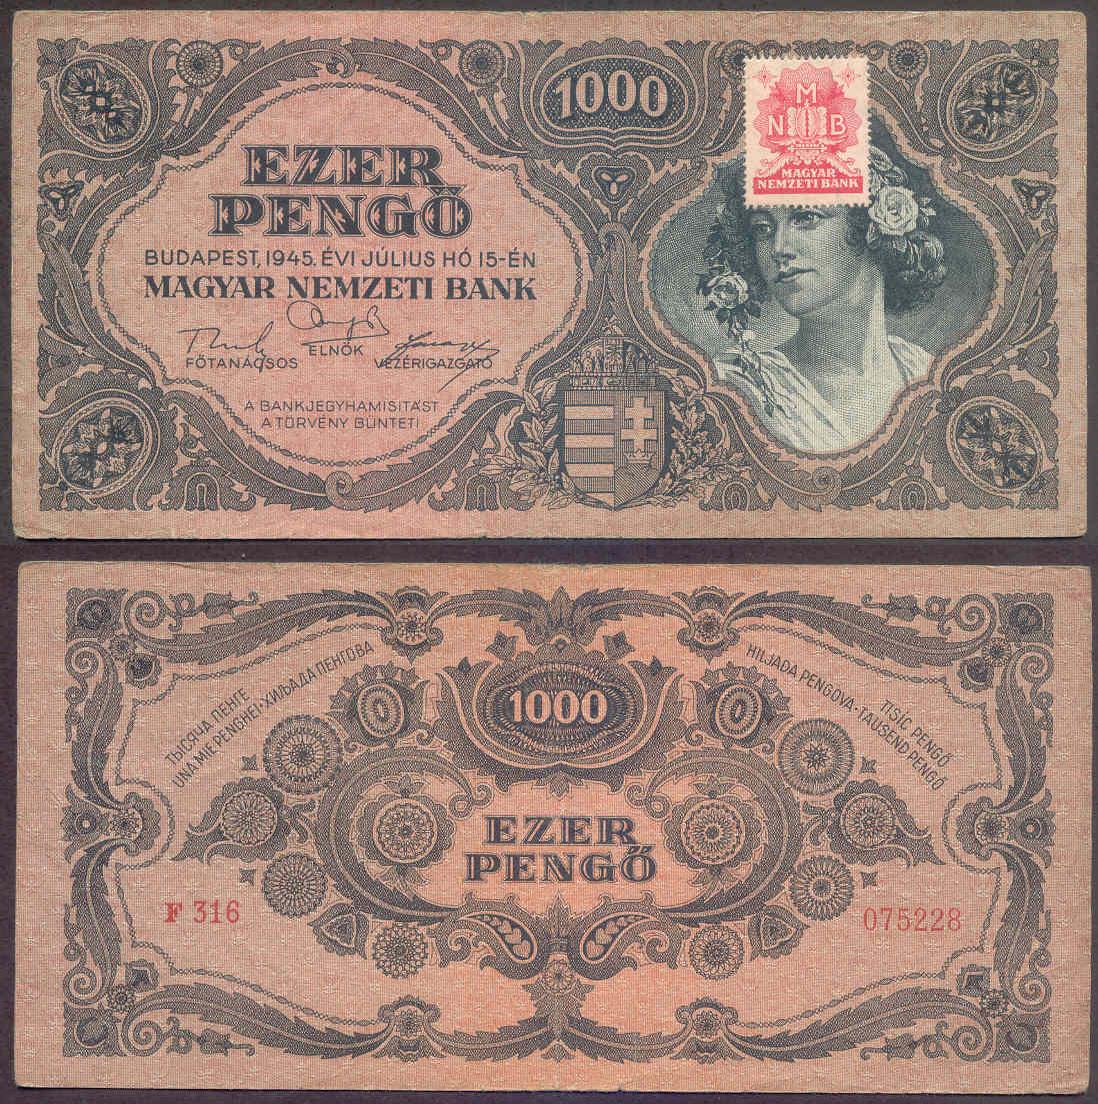 1000
M
N B
MAGYAR
NEMZETI BANK
EZER
PENGŐ
BUDAPEST, 1945. ÉVI JÚLIUS HÓ 15-ÉN
MAGYAR NEMZETI BANK
FŐTANÁCSOS ELNÖK VEZÉRIGAZGATÓ
A BANKJEGYHAMISITÁST
A TÖRVÉNY BÜNTETI
ТЫСЯЧА ПЕНГЕ
UNA MIE PENGHEI · ХИЉАДА ПЕНГОВА
HILJADA PENGOVA · TAUSEND PENGŐ
TISÍC PENGŐ
1000
EZER
PENGŐ
F 316
075228